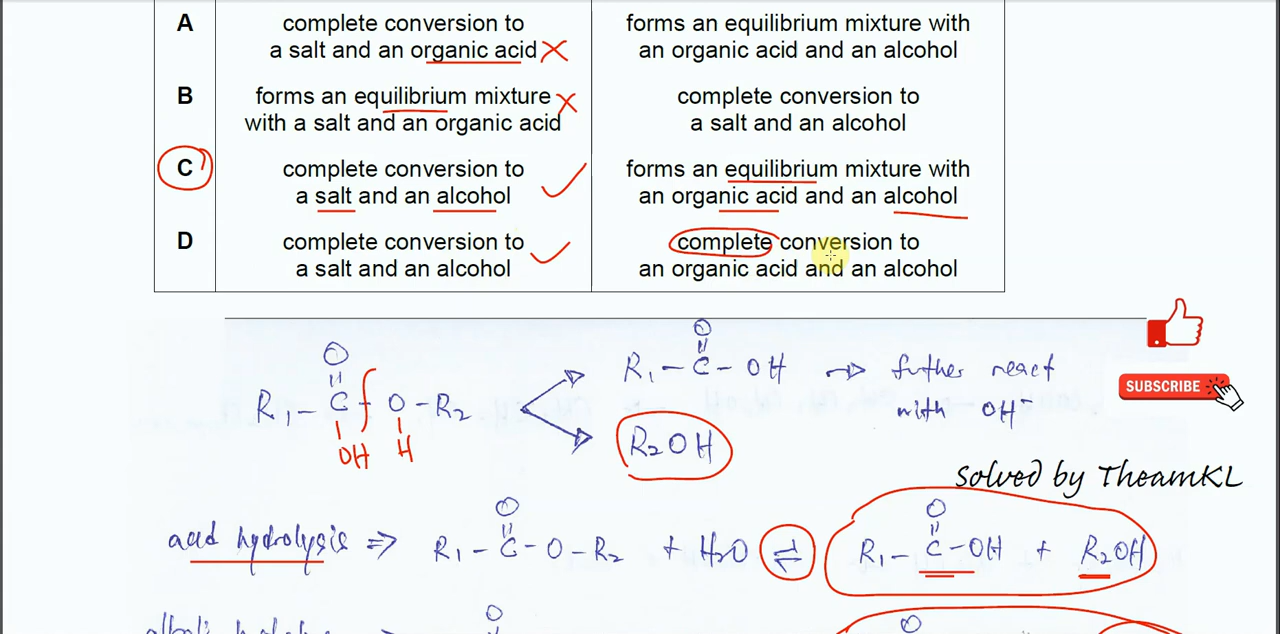 A complete conversion to forms an equilibrium mixture with
a salt and an organic acid an organic acid and an alcohol
B forms an equilibrium mixture complete conversion to
with a salt and an organic acid a salt and an alcohol
C complete conversion to forms an equilibrium mixture with
a salt and an alcohol an organic acid and an alcohol
D complete conversion to complete conversion to
a salt and an alcohol an organic acid and an alcohol
O
R₁ - C - OH → futher react
with OH⁻
O
R₁ - C - O - R₂
OH H
R₂OH
SUBSCRIBE
Solved by TheamKL
O O
acid hydrolysis ⇒ R₁ - C - O - R₂ + H₂O ⇌ R₁ - C - OH + R₂OH
O O